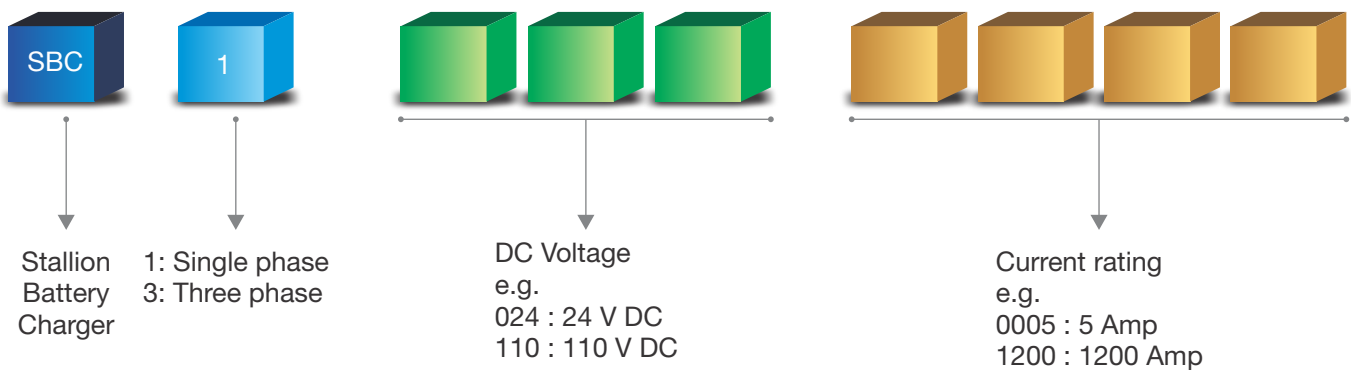 SBC
1
Stallion
Battery
Charger
1: Single phase
3: Three phase
DC Voltage
e.g.
024 : 24 V DC
110 : 110 V DC
Current rating
e.g.
0005 : 5 Amp
1200 : 1200 Amp